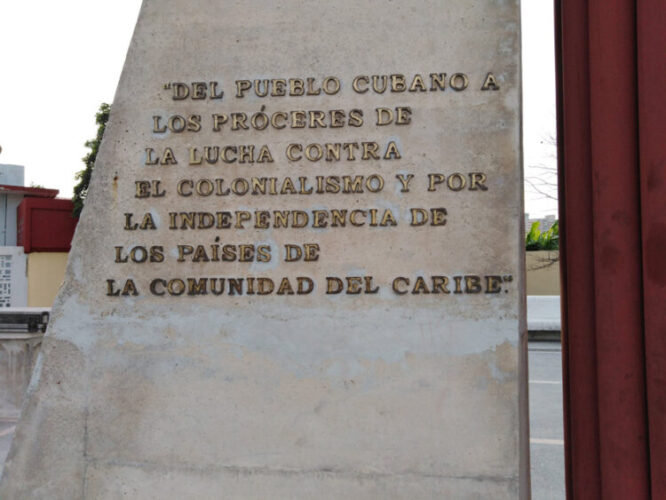 "DEL PUEBLO CUBANO A
LOS PRÓCERES DE
LA LUCHA CONTRA
EL COLONIALISMO Y POR
LA INDEPENDENCIA DE
LOS PAÍSES DE
LA COMUNIDAD DEL CARIBE".